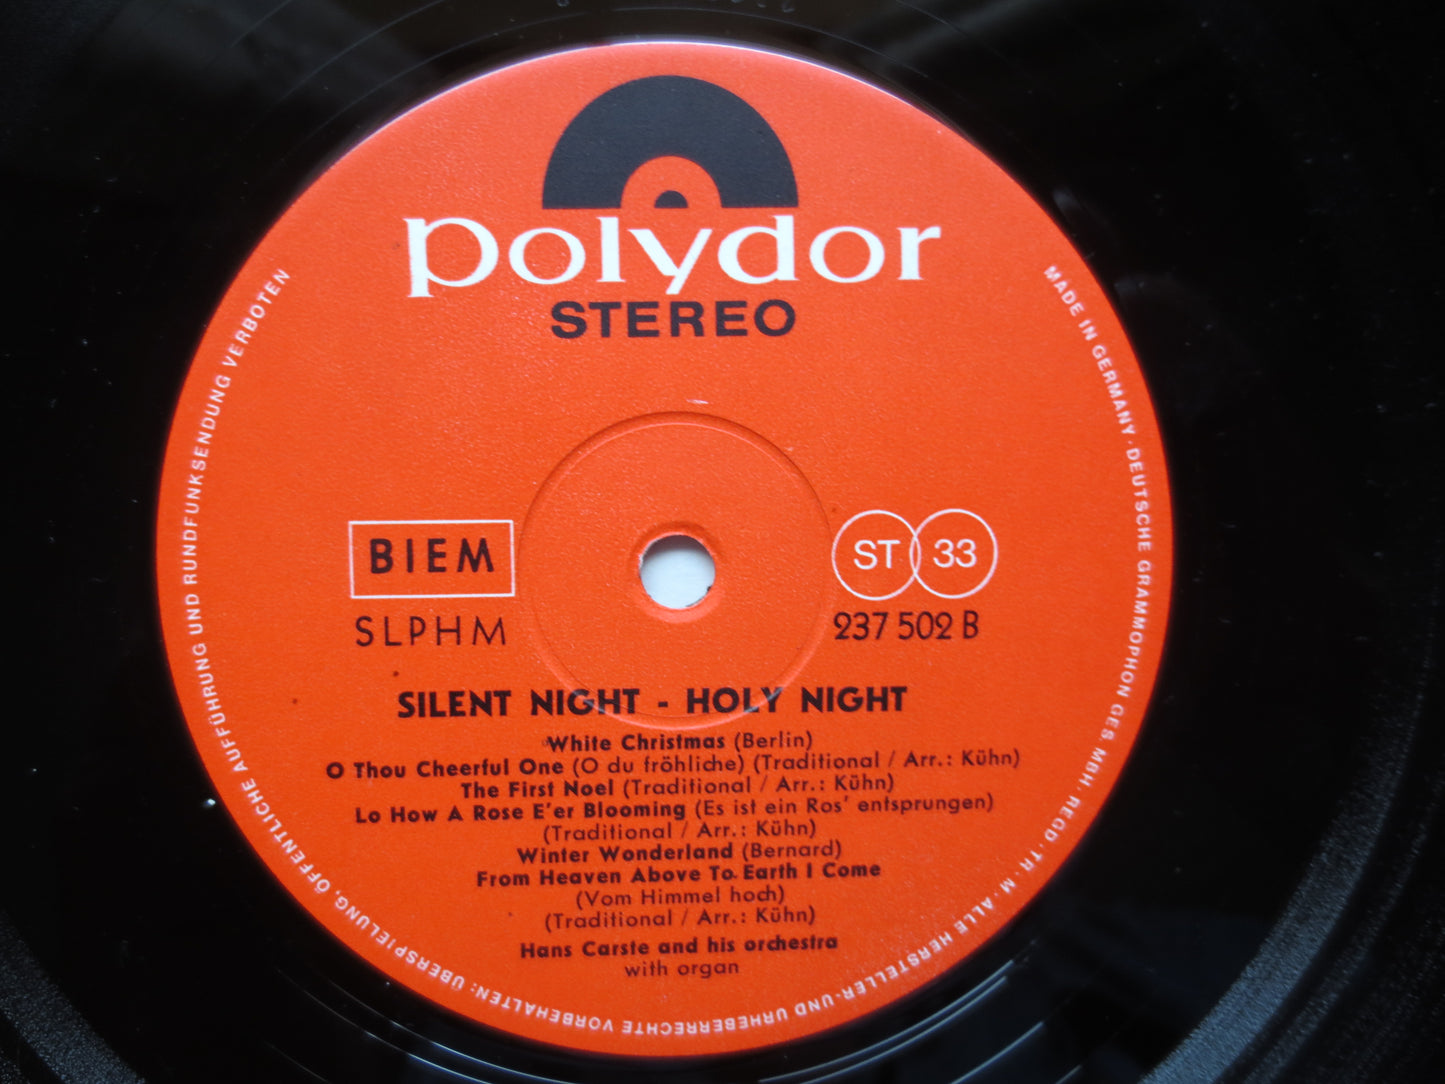 polydor
STEREO
MADE IN GERMANY · DEUTSCHE GRAMMOPHON GES MBH. REGD · TR · M · ALLE HERSTELLER-UND URHEBERRECHTE VORBEHALTEN: ÜBERSPIELUNG, ÖFFENTLICHE AUFFÜHRUNG UND RUNDFUNKSENDUNG VERBOTEN
BIEM
ST 33
SLPHM
237 502 B
SILENT NIGHT - HOLY NIGHT
White Christmas (Berlin)
O Thou Cheerful One (O du fröhliche) (Traditional / Arr.: Kühn)
The First Noel (Traditional / Arr.: Kühn)
Lo How A Rose E'er Blooming (Es ist ein Ros' entsprungen)
(Traditional / Arr.: Kühn)
Winter Wonderland (Bernard)
From Heaven Above To Earth I Come
(Vom Himmel hoch)
(Traditional / Arr.: Kühn)
Hans Carste and his orchestra
with organ